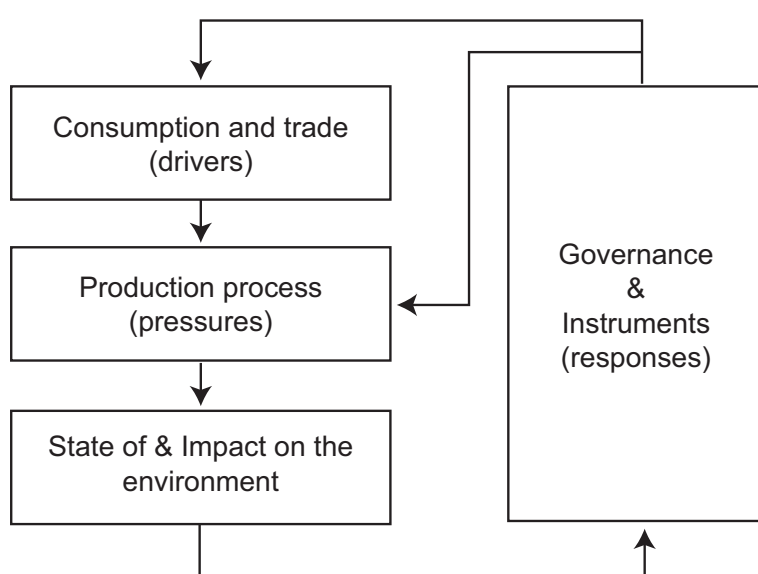 Consumption and trade
(drivers)
Production process
(pressures)
State of & Impact on the
environment
Governance
&
Instruments
(responses)